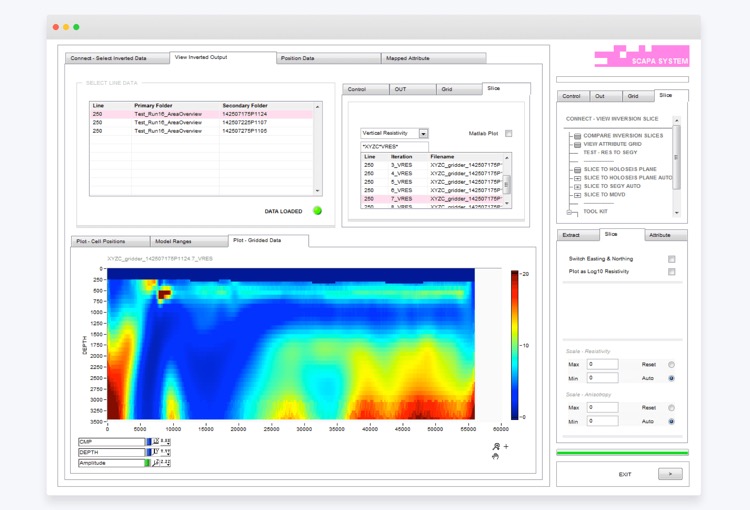 SCAPA SYSTEM
Connect - Select Inverted Data
View Inverted Output
Position Data
Mapped Attribute
SELECT LINE DATA
Line Primary Folder Secondary Folder
250 Test_Run16_AreaOverview 142507175P1124
250 Test_Run16_AreaOverview 142507225P1107
250 Test_Run16_AreaOverview 142507275P1105
DATA LOADED
Control OUT Grid Slice
Vertical Resistivity
Matlab Plot
*XYZC*VRES*
Line Iteration Filename
250 3_VRES XYZC_gridder_142507175P
250 4_VRES XYZC_gridder_142507175P
250 5_VRES XYZC_gridder_142507175P
250 6_VRES XYZC_gridder_142507175P
250 7_VRES XYZC_gridder_142507175P
250 8_VRES XYZC_gridder_142507175P
Control Out Grid Slice
CONNECT - VIEW INVERSION SLICE
COMPARE INVERSION SLICES
VIEW ATTRIBUTE GRID
TEST - RES TO SEGY
SLICE TO HOLOSEIS PLANE
SLICE TO HOLOSEIS PLANE AUTO
SLICE TO SEGY AUTO
SLICE TO MDVD
TOOL KIT
Plot - Cell Positions
Model Ranges
Plot - Gridded Data
XYZC_gridder_142507175P1124.7_VRES
DEPTH
0
250
500
750
1000
1250
1500
1750
2000
2250
2500
2750
3000
3250
3500
0 5000 10000 15000 20000 25000 30000 35000 40000 45000 50000 55000 60000
20
10
0
CMP
DEPTH
Amplitude
Extract Slice Attribute
Switch Easting & Northing
Plot as Log10 Resistivity
Scale - Resistivity
Max 0 Reset
Min 0 Auto
Scale - Anisotropy
Max 0 Reset
Min 0 Auto
EXIT